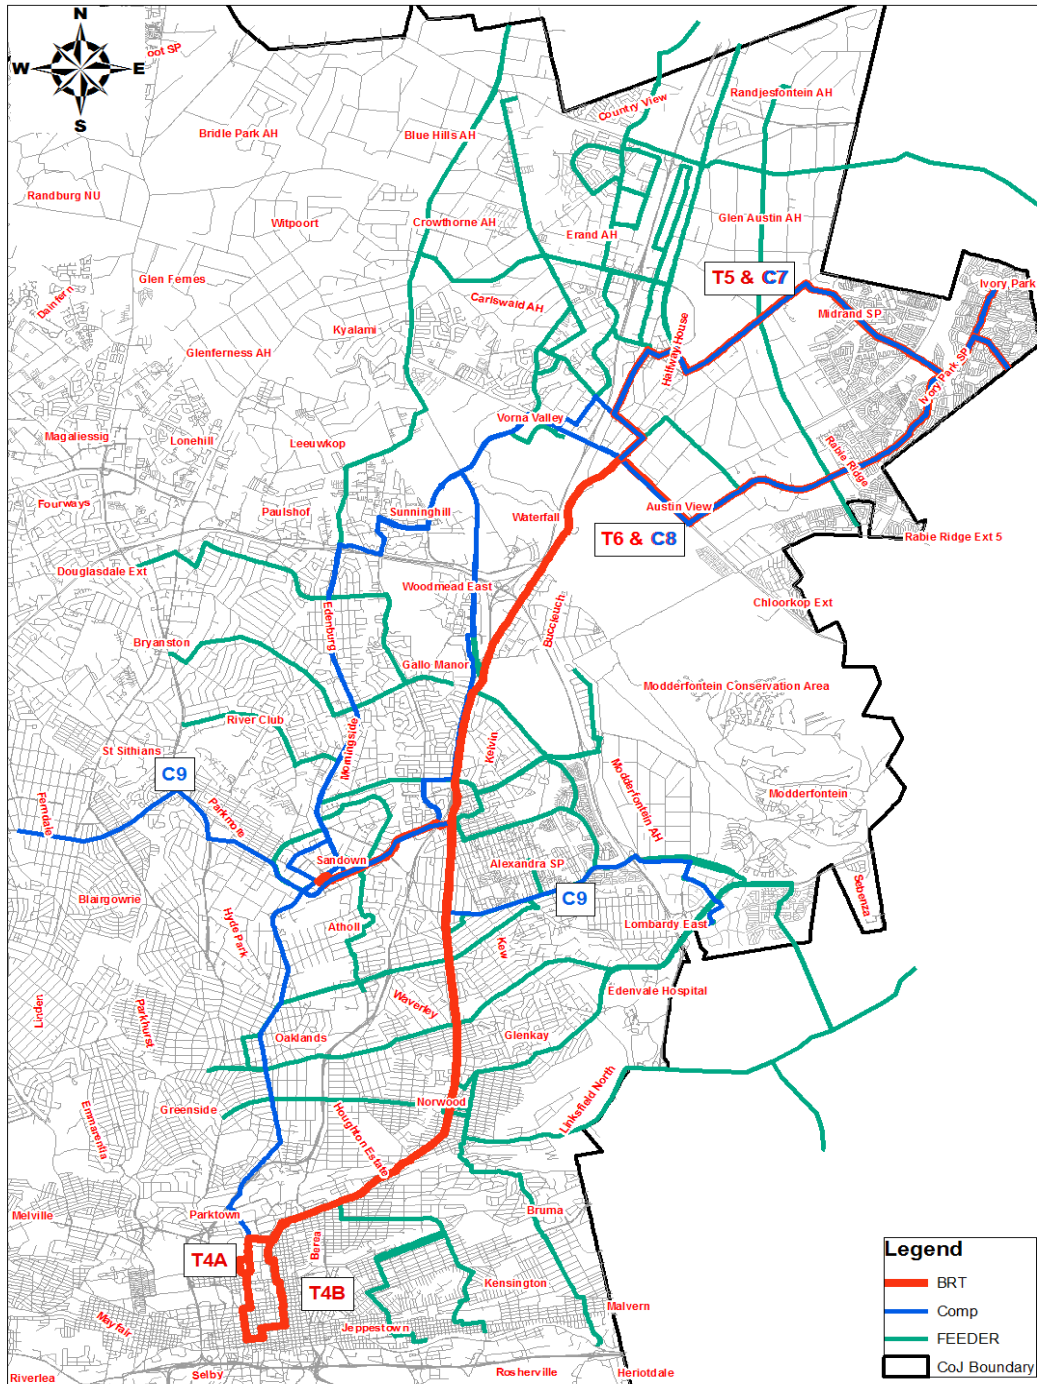 N
W
E
S
oot SP
Bridle Park AH
Blue Hills AH
Country View
Randjesfontein AH
Randburg NU
Witpoort
Crowthorne AH
Erand AH
Glen Austin AH
Glen Fernes
Dainfern
T5 & C7
Ivory Park
Carlswald AH
Midrand SP
Kyalami
Glenferness AH
Halfway House
Ivory Park SP
Vorna Valley
Magaliessig
Lonehill
Leeuwkop
Rabie Ridge
Fourways
Paulshof
Sunninghill
Waterfall
Austin View
T6 & C8
Rabie Ridge Ext 5
Douglasdale Ext
Woodmead East
Chloorkop Ext
Edenburg
Buccleuch
Bryanston
Gallo Manor
Modderfontein Conservation Area
River Club
Morningside
Kelvin
St Sithians
C9
Ferndale
Parkmore
Modderfontein AH
Modderfontein
Sandown
Alexandra SP
Sebenza
Blairgowrie
C9
Hyde Park
Atholl
Kew
Lombardy East
Linden
Parkhurst
Waverley
Edenvale Hospital
Oaklands
Glenkay
Emmarentia
Greenside
Norwood
Linksfield North
Houghton Estate
Melville
Parktown
Bruma
Berea
T4A
T4B
Kensington
Legend
BRT
Mayfair
Jeppestown
Malvern
Comp
FEEDER
Riverlea
Selby
Rosherville
Heriotdale
CoJ Boundary